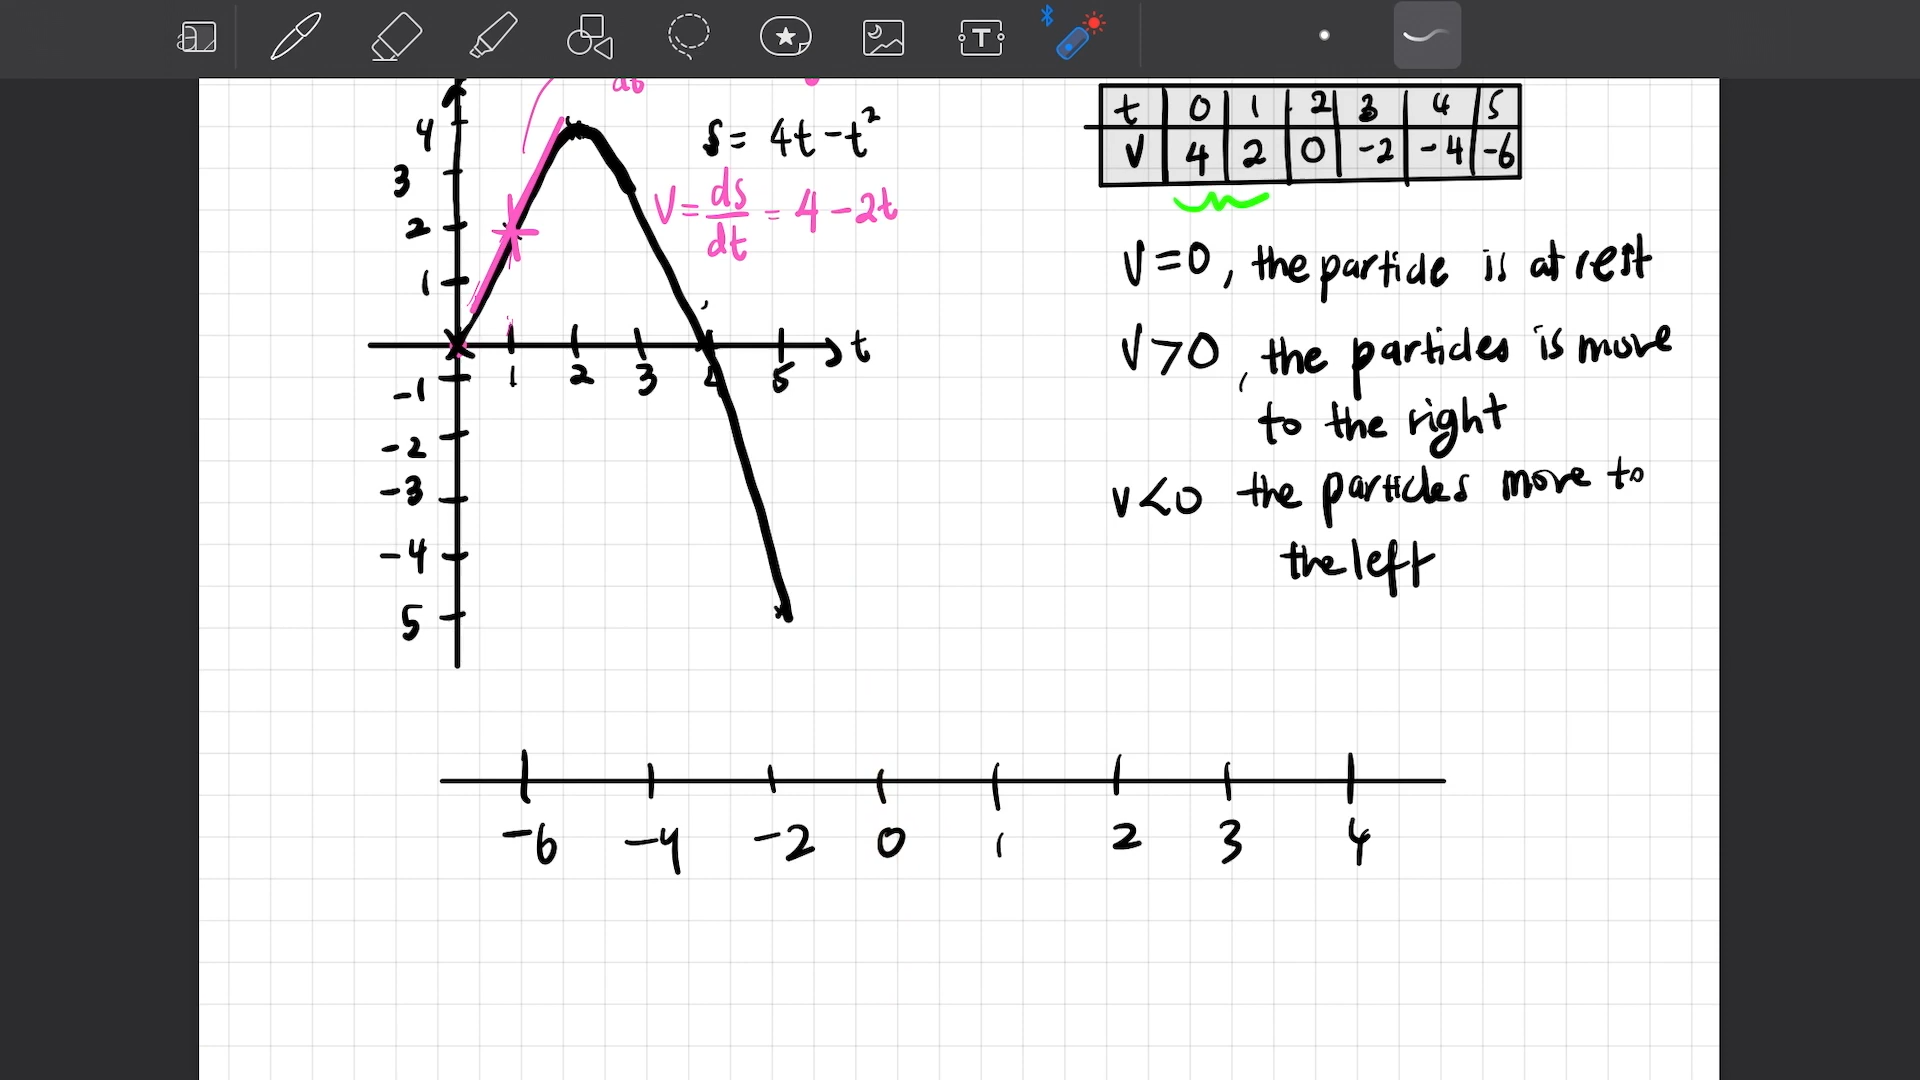 T
4
3
2
1
-1
-2
-3
-4
5
1 2 3 4 5 t
s = 4t - t²
V = ds/dt = 4 - 2t
t 0 1 2 3 4 5
V 4 2 0 -2 -4 -6
V=0, the particle is at rest
V>0, the particles is move
to the right
V<0 the particles move to
the left
-6 -4 -2 0 1 2 3 4